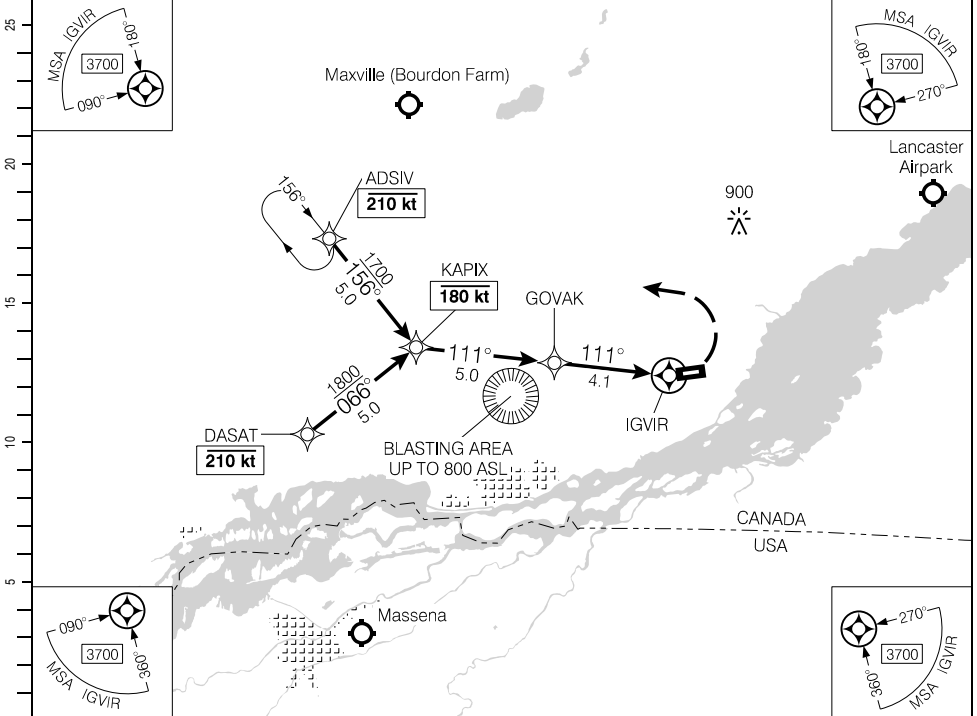 25
20
15
10
5
MSA IGVIR
3700
180°
090°
MSA IGVIR
3700
180°
270°
Maxville (Bourdon Farm)
Lancaster
Airpark
900
ADSIV
210 kt
156°
1700
156°
5.0
KAPIX
180 kt
GOVAK
111°
5.0
111°
4.1
IGVIR
1800
066°
5.0
DASAT
210 kt
BLASTING AREA
UP TO 800 ASL
CANADA
USA
Massena
090°
3700
360°
MSA IGVIR
270°
3700
360°
MSA IGVIR